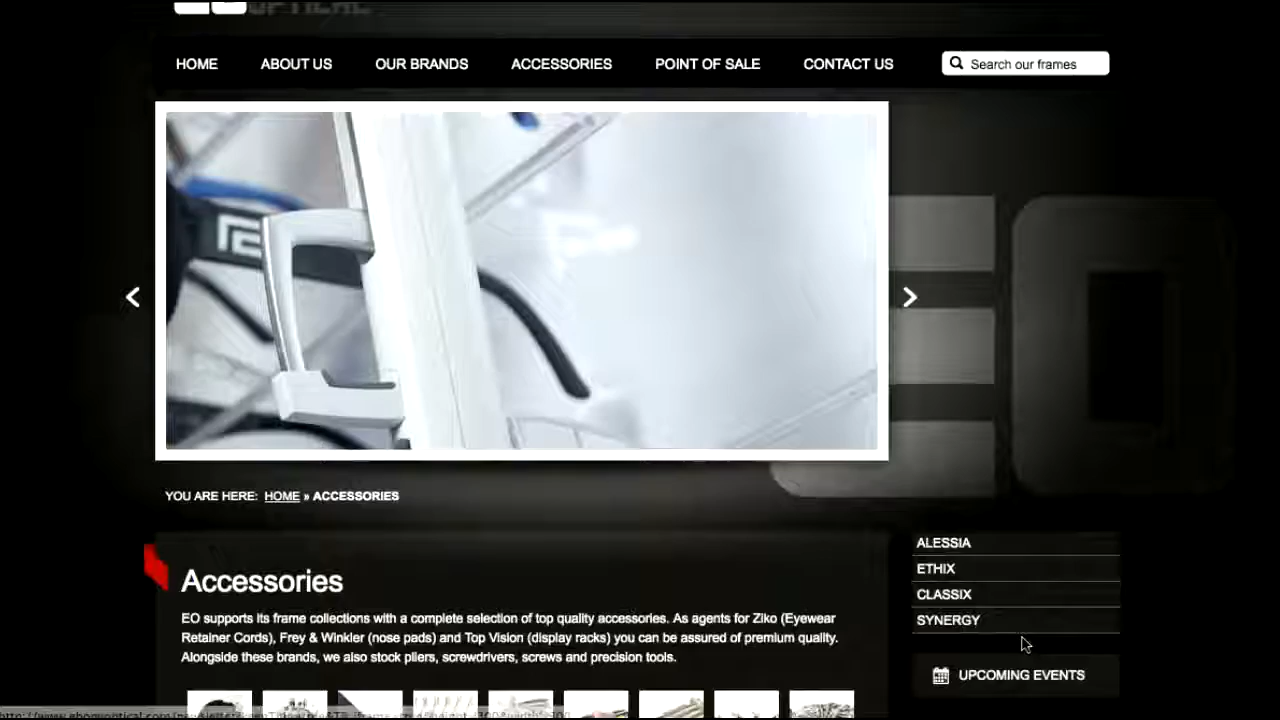 OPTICAL
HOME ABOUT US OUR BRANDS ACCESSORIES POINT OF SALE CONTACT US Search our frames
EO
YOU ARE HERE: HOME » ACCESSORIES
ALESSIA
ETHIX
CLASSIX
SYNERGY
UPCOMING EVENTS
Accessories
EO supports its frame collections with a complete selection of top quality accessories. As agents for Ziko (Eyewear
Retainer Cords), Frey & Winkler (nose pads) and Top Vision (display racks) you can be assured of premium quality.
Alongside these brands, we also stock pliers, screwdrivers, screws and precision tools.